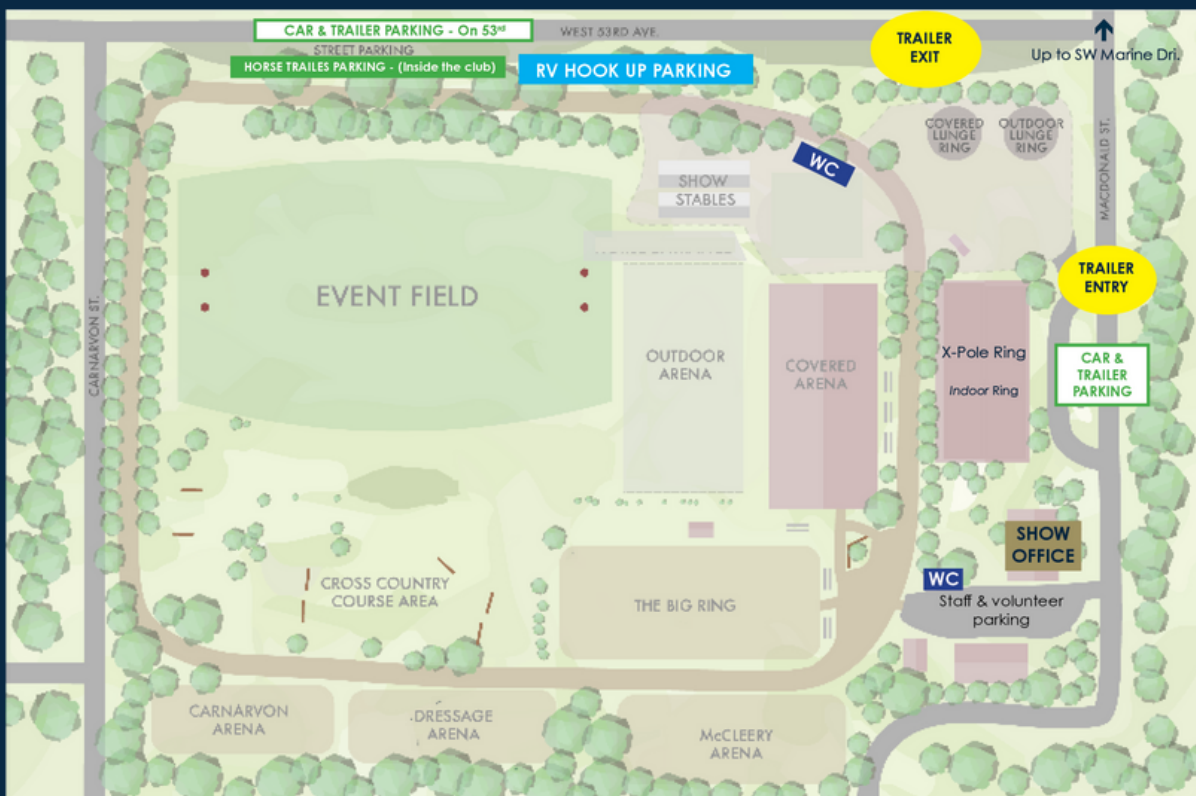 CAR & TRAILER PARKING - On 53rd
WEST 53RD AVE.
STREET PARKING
HORSE TRAILES PARKING - (Inside the club)
RV HOOK UP PARKING
TRAILER
EXIT
Up to SW Marine Dri.
COVERED
LUNGE
RING
OUTDOOR
LUNGE
RING
MACDONALD ST.
WC
SHOW
STABLES
TRAILER
ENTRY
EVENT FIELD
CARNARVON ST.
OUTDOOR
ARENA
COVERED
ARENA
X-Pole Ring
Indoor Ring
CAR &
TRAILER
PARKING
SHOW
OFFICE
WC
Staff & volunteer
parking
CROSS COUNTRY
COURSE AREA
THE BIG RING
CARNARVON
ARENA
DRESSAGE
ARENA
McCLEERY
ARENA